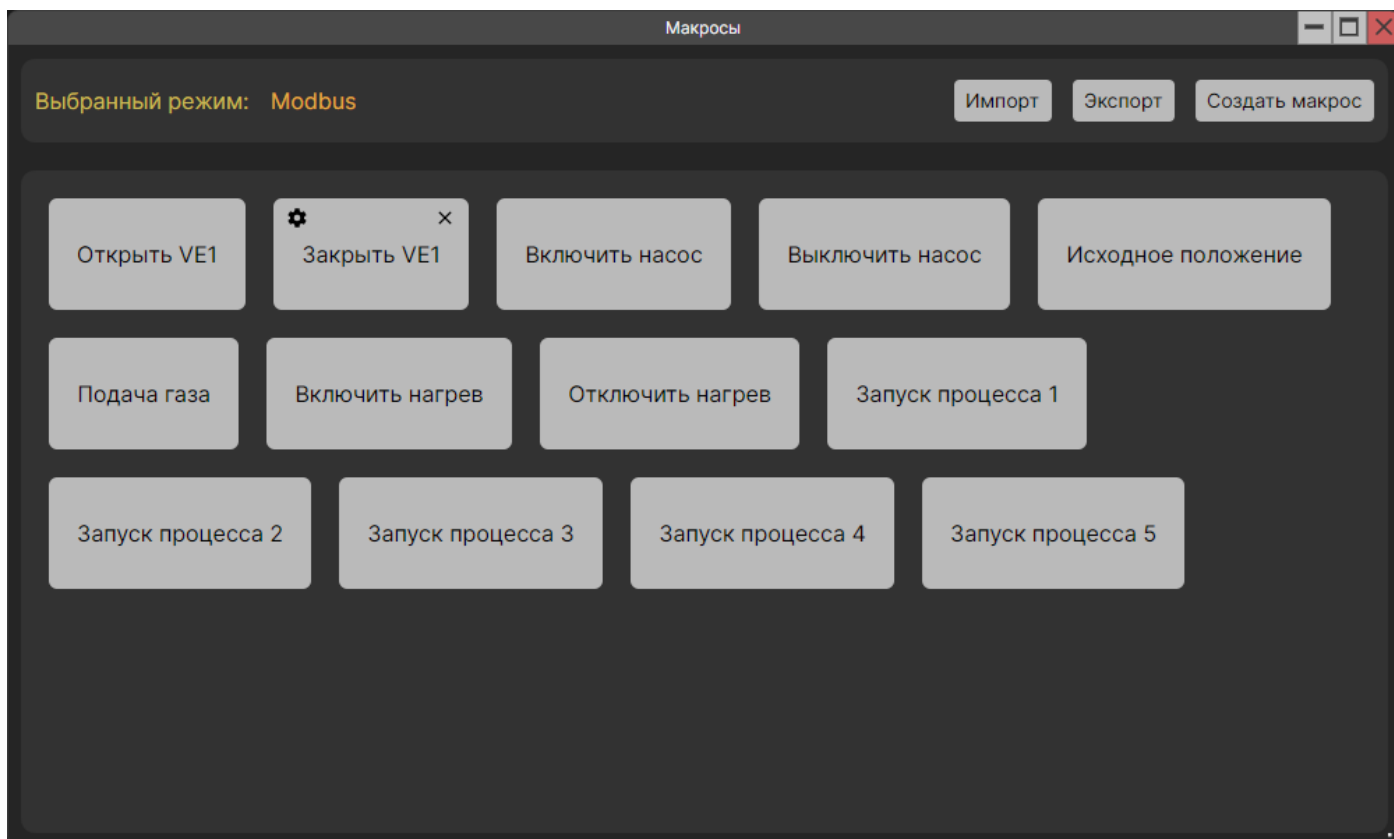 Макросы
Выбранный режим: Modbus Импорт Экспорт Создать макрос
Открыть VE1 Закрыть VE1 Включить насос Выключить насос Исходное положение
Подача газа Включить нагрев Отключить нагрев Запуск процесса 1
Запуск процесса 2 Запуск процесса 3 Запуск процесса 4 Запуск процесса 5